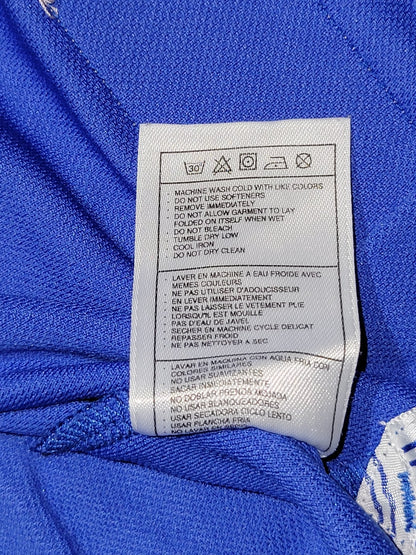 30°
- MACHINE WASH COLD WITH LIKE COLORS
- DO NOT USE SOFTENERS
- REMOVE IMMEDIATELY
- DO NOT ALLOW GARMENT TO LAY
FOLDED ON ITSELF WHEN WET
- DO NOT BLEACH
- TUMBLE DRY LOW
- COOL IRON
- DO NOT DRY CLEAN
- LAVER EN MACHINE A EAU FROIDE AVEC
MEMES COULEURS
- NE PAS UTILISER D'ADOUCISSEUR
- EN LEVER IMMEDIATEMENT
- NE PAS LAISSER LE VETEMENT PLIE
LORSQU'IL EST MOUILLE
- PAS D'EAU DE JAVEL
- SECHER EN MACHINE CYCLE DELICAT
- REPASSER FROID
- NE PAS NETTOYER A SEC
- LAVAR EN MAQUINA CON AGUA FRIA CON
COLORES SIMILARES
- NO USAR SUAVIZANTES
- SACAR INMEDIATAMENTE
- NO DOBLAR PRENDA MOJADA
- NO USAR BLANQUEADORES
- USAR SECADORA CICLO LENTO
- USAR PLANCHA FRIA
- NO LAVAR EN SECO